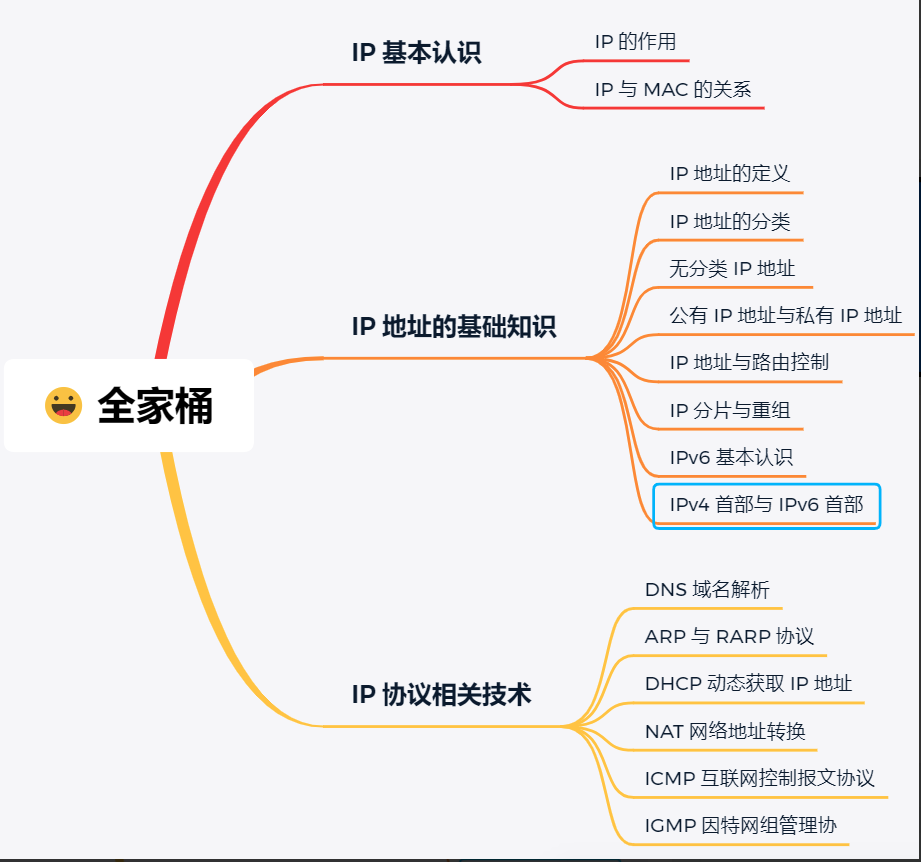 全家桶
IP 基本认识
IP 的作用
IP 与 MAC 的关系
IP 地址的基础知识
IP 地址的定义
IP 地址的分类
无分类 IP 地址
公有 IP 地址与私有 IP 地址
IP 地址与路由控制
IP 分片与重组
IPv6 基本认识
IPv4 首部与 IPv6 首部
IP 协议相关技术
DNS 域名解析
ARP 与 RARP 协议
DHCP 动态获取 IP 地址
NAT 网络地址转换
ICMP 互联网控制报文协议
IGMP 因特网组管理协